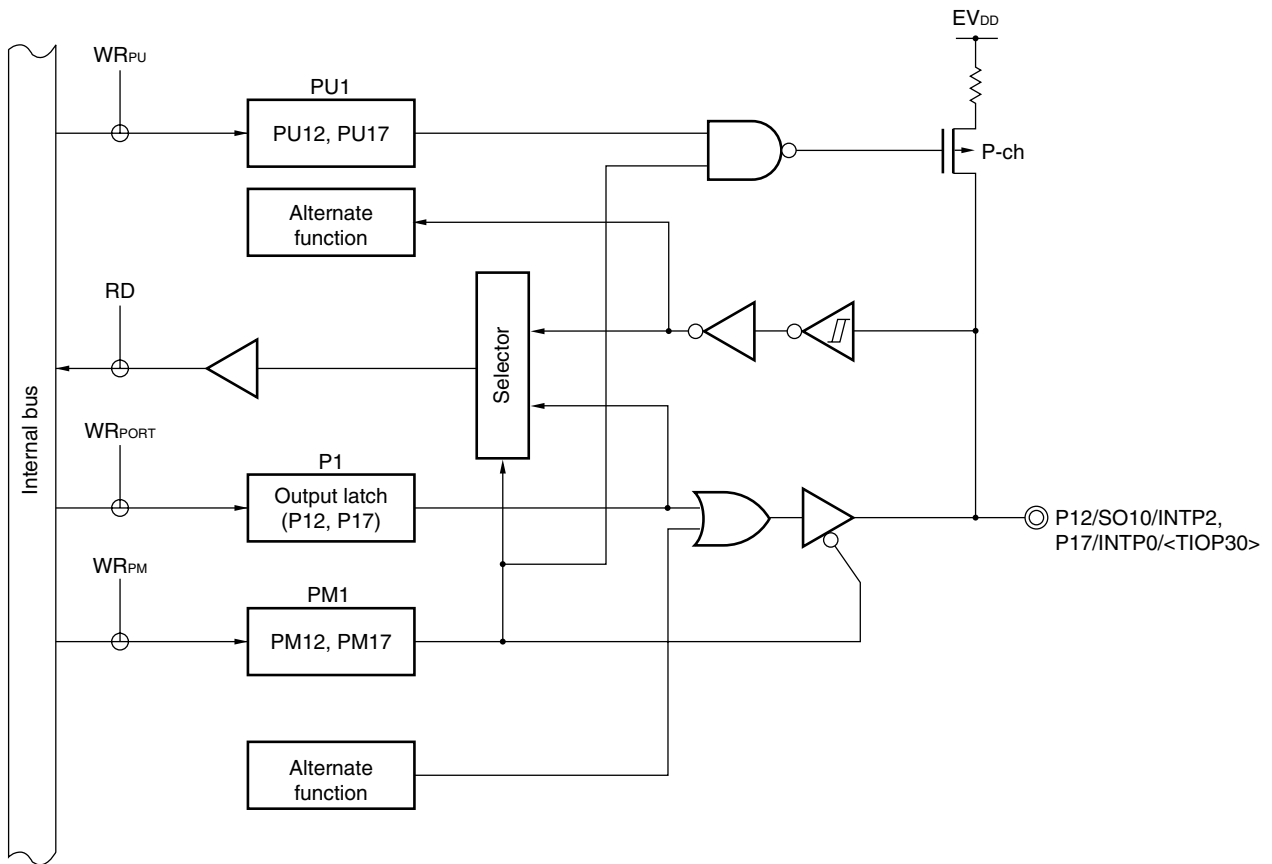 EVDD
WRPU
PU1
PU12, PU17
P-ch
Alternate
function
RD
Selector
WRPORT
P1
Output latch
(P12, P17)
Internal bus
P12/SO10/INTP2,
P17/INTP0/<TIOP30>
WRPM
PM1
PM12, PM17
Alternate
function